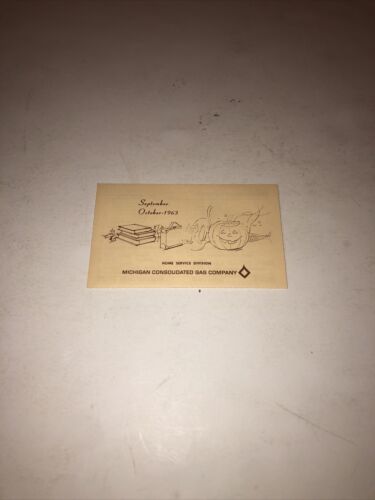 September
October-1963
HOME SERVICE DIVISION
MICHIGAN CONSOLIDATED GAS COMPANY